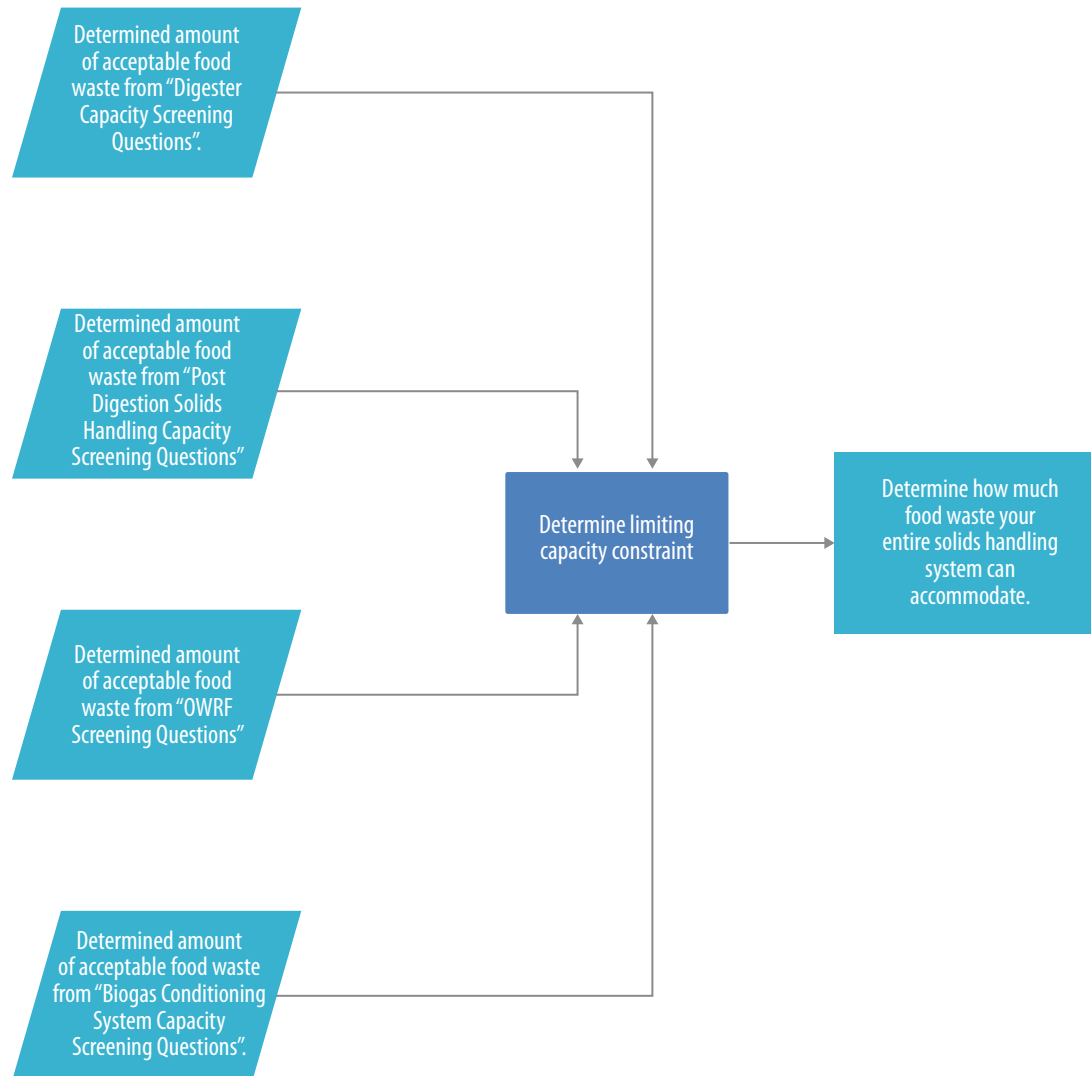 Determined amount
of acceptable food
waste from “Digester
Capacity Screening
Questions”.
Determined amount
of acceptable food
waste from “Post
Digestion Solids
Handling Capacity
Screening Questions”
Determine limiting
capacity constraint
Determine how much
food waste your
entire solids handling
system can
accommodate.
Determined amount
of acceptable food
waste from “OWRF
Screening Questions”
Determined amount
of acceptable food waste
from “Biogas Conditioning
System Capacity
Screening Questions”.